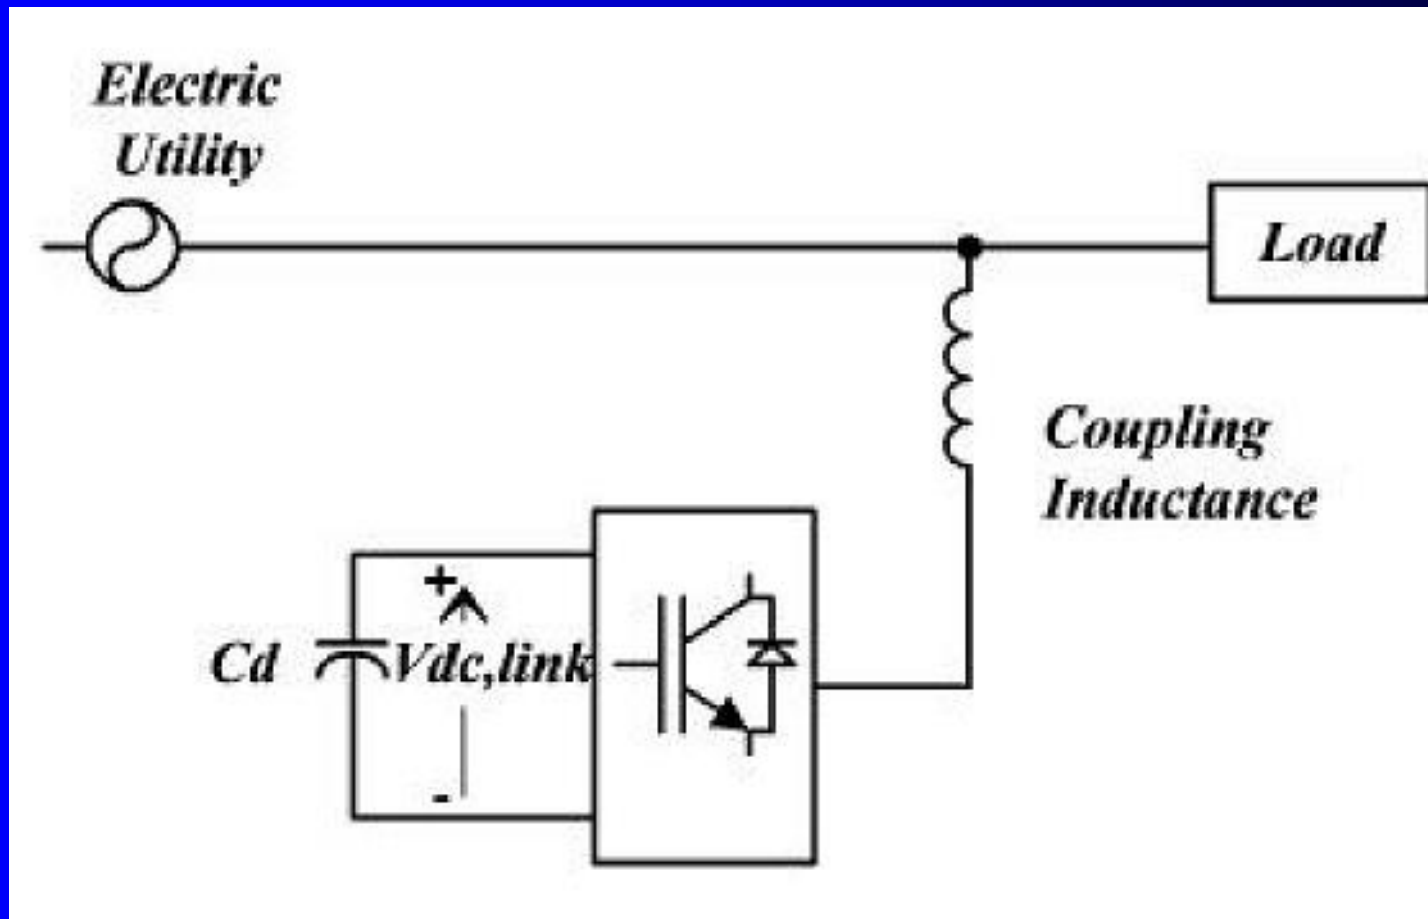 Electric
Utility
Load
Coupling
Inductance
+
Cd
Vdc,link
-